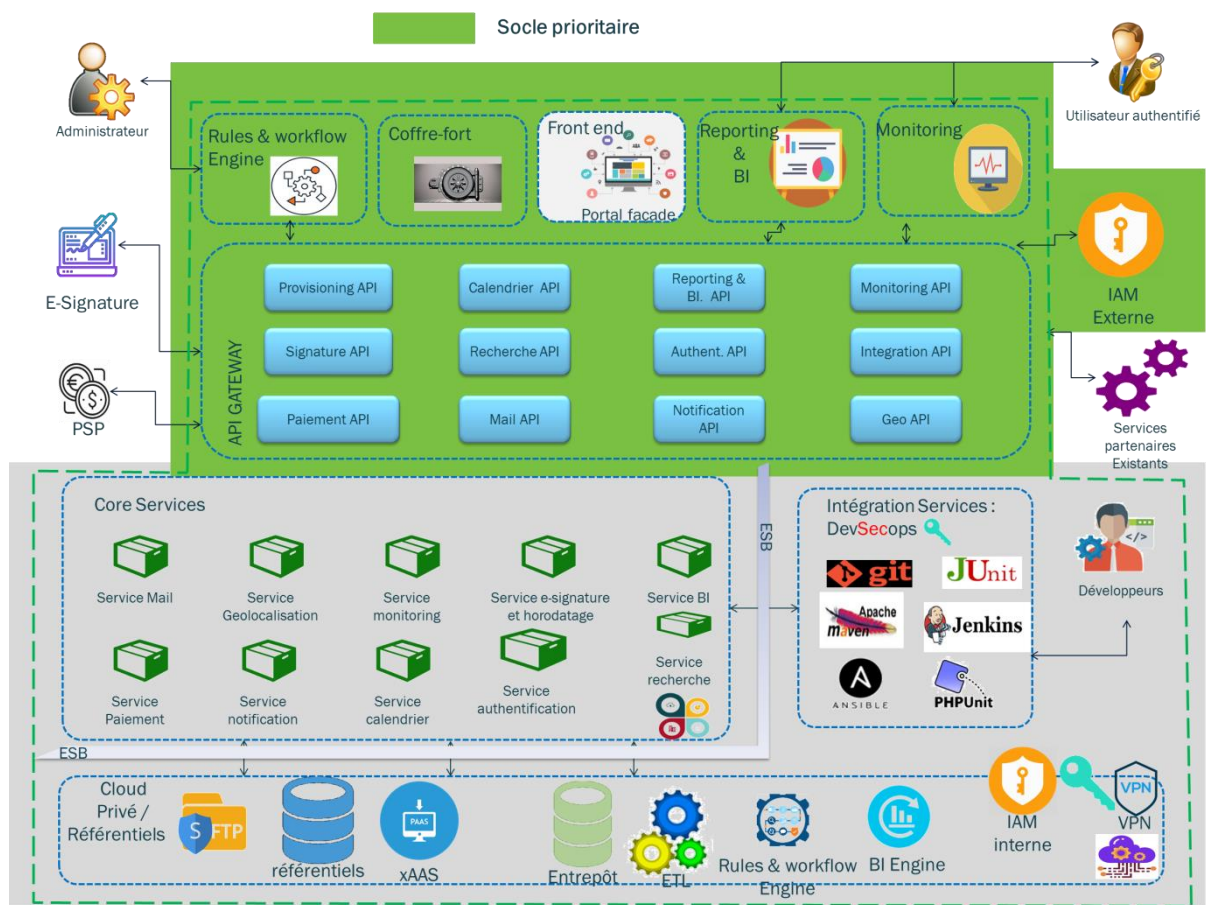 Socle prioritaire
Administrateur
Utilisateur authentifié
Rules & workflow
Engine
Coffre-fort
Front end
Portal facade
Reporting
&
BI
Monitoring
E-Signature
PSP
IAM
Externe
Services
partenaires
Existants
API GATEWAY
Provisioning API
Calendrier API
Reporting &
BI. API
Monitoring API
Signature API
Recherche API
Authent. API
Integration API
Paiement API
Mail API
Notification
API
Geo API
Core Services
Service Mail
Service
Geolocalisation
Service
monitoring
Service e-signature
et horodatage
Service BI
Service
Paiement
Service
notification
Service
calendrier
Service
authentification
Service
recherche
ESB
ESB
Intégration Services :
DevSecops
git
JUnit
Apache
maven
Jenkins
A
ANSIBLE
PHPUnit
</>
Développeurs
Cloud
Privé /
Référentiels
S FTP
référentiels
PAAS
xAAS
Entrepôt
ETL
Rules & workflow
Engine
BI Engine
IAM
interne
VPN
VPN